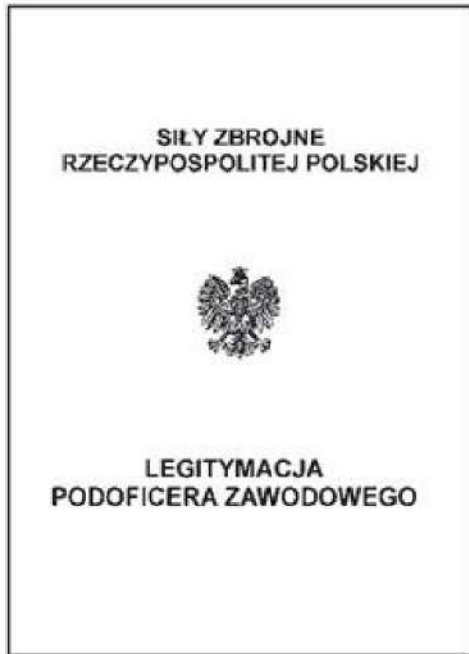 SIŁY ZBROJNE
RZECZYPOSPOLITEJ POLSKIEJ
LEGITYMACJA
PODOFICERA ZAWODOWEGO